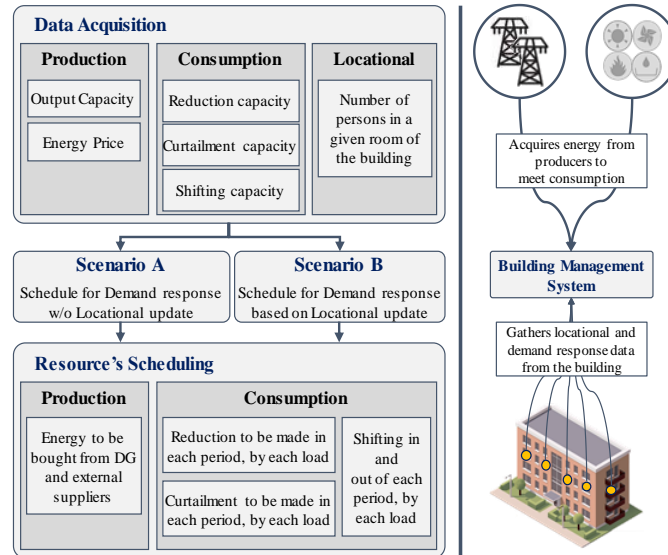 Data Acquisition
Production
Output Capacity
Energy Price
Consumption
Reduction capacity
Curtailment capacity
Shifting capacity
Locational
Number of
persons in a
given room of
the building
Scenario A
Schedule for Demand response
w/o Locational update
Scenario B
Schedule for Demand response
based on Locational update
Resource's Scheduling
Production
Energy to be
bought from DG
and external
suppliers
Consumption
Reduction to be made in
each period, by each load
Curtailment to be made in
each period, by each load
Shifting in
and
out of each
period, by
each load
Acquires energy from
producers to
meet consumption
Building Management
System
Gathers locational and
demand response data
from the building